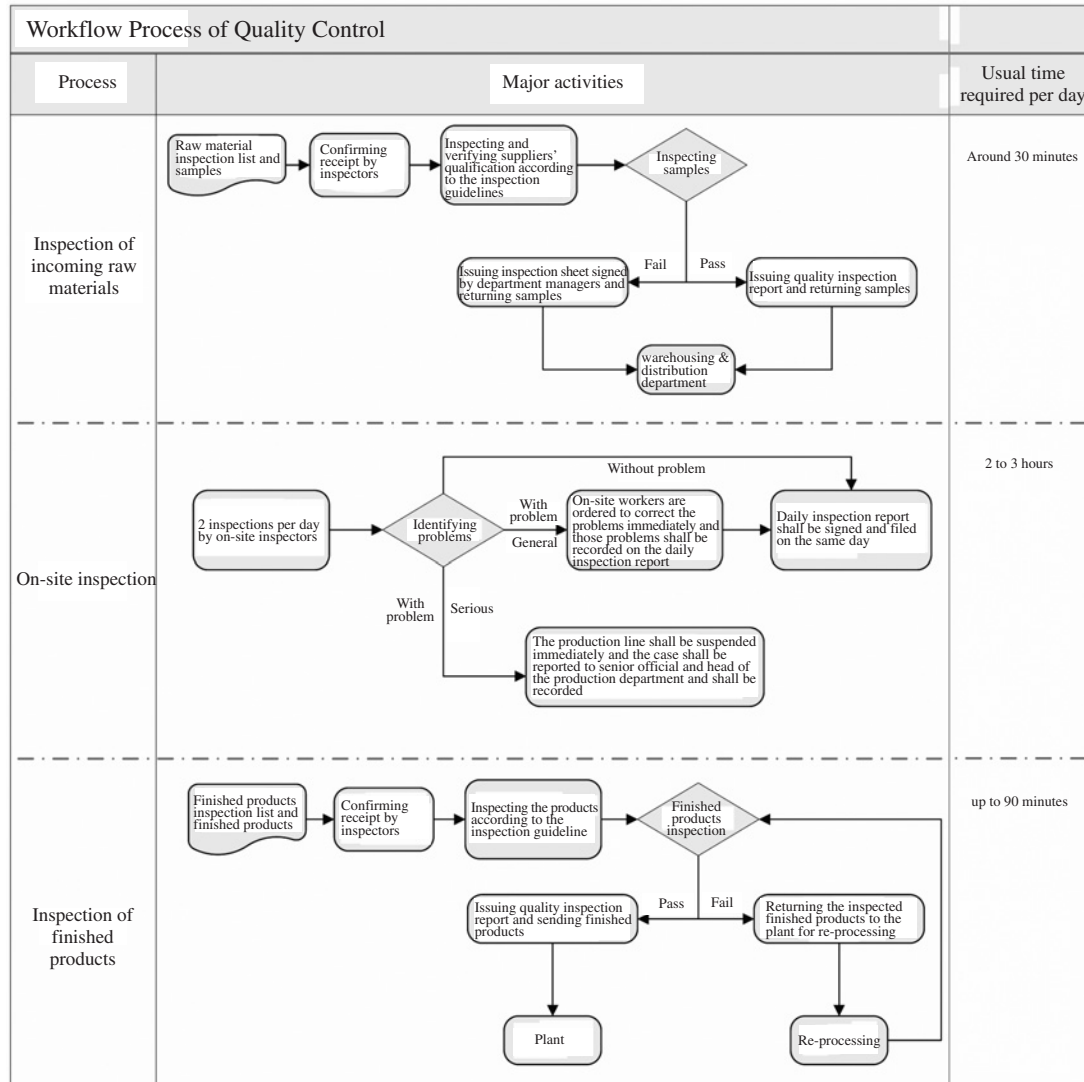 Workflow Process of Quality Control
Process
Major activities
Usual time
required per day
Inspection of
incoming raw
materials
Raw material
inspection list and
samples
Confirming
receipt by
inspectors
Inspecting and
verifying suppliers'
qualification according
to the inspection
guidelines
Inspecting
samples
Around 30 minutes
Fail
Pass
Issuing inspection sheet signed
by department managers and
returning samples
Issuing quality inspection
report and returning samples
warehousing &
distribution
department
On-site inspection
2 inspections per day
by on-site inspectors
Identifying
problems
Without problem
With
problem
General
On-site workers are
ordered to correct the
problems immediately and
those problems shall be
recorded on the daily
inspection report
Daily inspection report
shall be signed and filed
on the same day
2 to 3 hours
With
problem
Serious
The production line shall be suspended
immediately and the case shall be
reported to senior official and head of
the production department and shall be
recorded
Inspection of
finished
products
Finished products
inspection list and
finished products
Confirming
receipt by
inspectors
Inspecting the products
according to the
inspection guideline
Finished
products
inspection
up to 90 minutes
Pass
Fail
Issuing quality inspection
report and sending finished
products
Returning the inspected
finished products to the
plant for re-processing
Plant
Re-processing